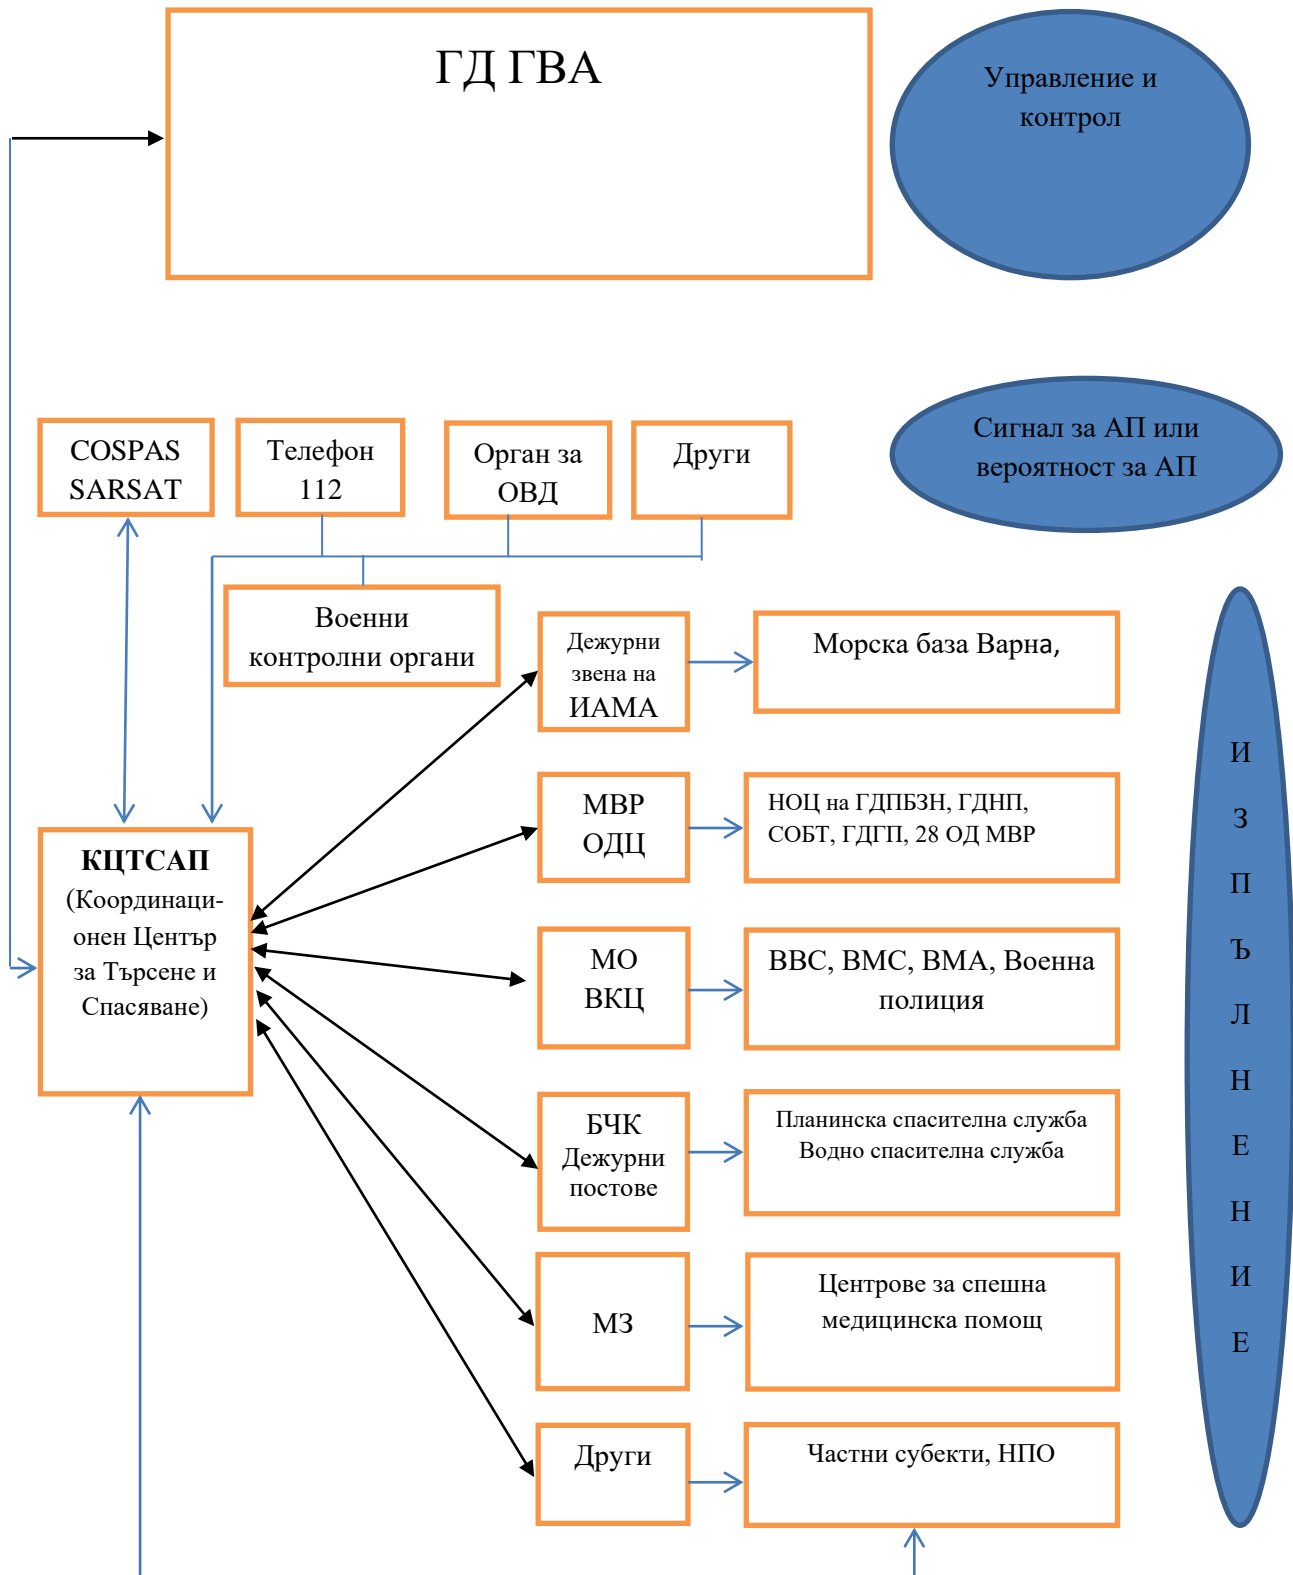 ГД ГВА
Управление и
контрол
COSPAS
SARSAT
Телефон
112
Орган за
ОВД
Други
Сигнал за АП или
вероятност за АП
Военни
контролни органи
Дежурни
звена на
ИАМА
Морска база Варна,
МВР
ОДЦ
НОЦ на ГДПБЗН, ГДНП,
СОБТ, ГДГП, 28 ОД МВР
КЦТСАП
(Координаци-
онен Център
за Търсене и
Спасяване)
МО
ВКЦ
ВВС, ВМС, ВМА, Военна
полиция
БЧК
Дежурни
постове
Планинска спасителна служба
Водно спасителна служба
МЗ
Центрове за спешна
медицинска помощ
Други
Частни субекти, НПО
И
З
П
Ъ
Л
Н
Е
Н
И
Е